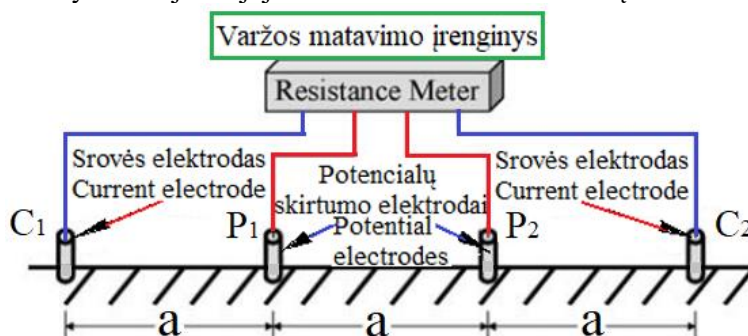 Varžos matavimo įrenginys
Resistance Meter
Srovės elektrodas
Current electrode
Potencialų
skirtumo elektrodai
Potential
electrodes
Srovės elektrodas
Current electrode
C1
P1
P2
C2
a
a
a